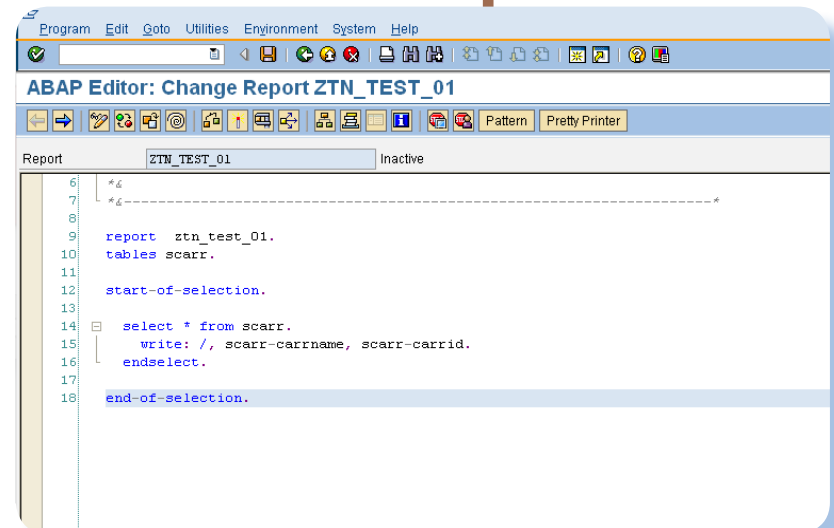 Program Edit Goto Utilities Environment System Help
ABAP Editor: Change Report ZTN_TEST_01
Pattern Pretty Printer
Report ZTN_TEST_01 Inactive
6 *&
7 *&---------------------------------------------------------------------*
8
9 report ztn_test_01.
10 tables scarr.
11
12 start-of-selection.
13
14 select * from scarr.
15 write: /, scarr-carrname, scarr-carrid.
16 endselect.
17
18 end-of-selection.